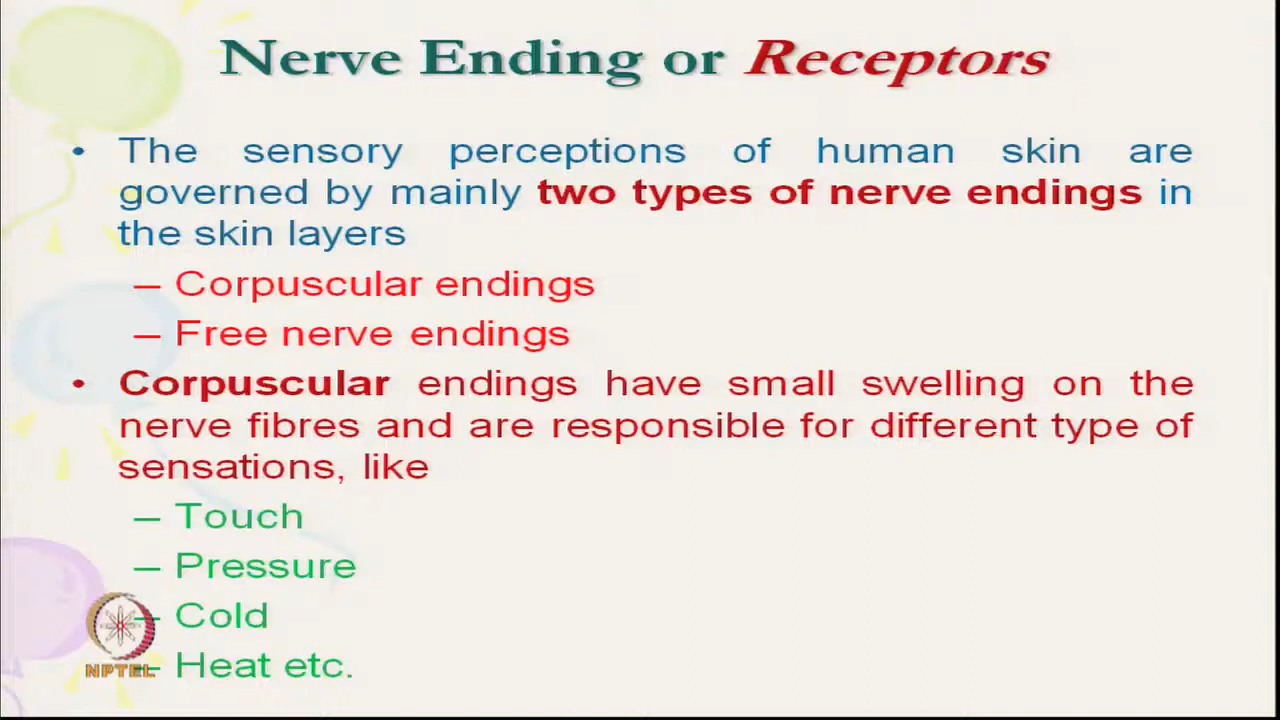 Nerve Ending or Receptors
• The sensory perceptions of human skin are
governed by mainly two types of nerve endings in
the skin layers
– Corpuscular endings
– Free nerve endings
• Corpuscular endings have small swelling on the
nerve fibres and are responsible for different type of
sensations, like
– Touch
– Pressure
– Cold
– Heat etc.
NPTEL